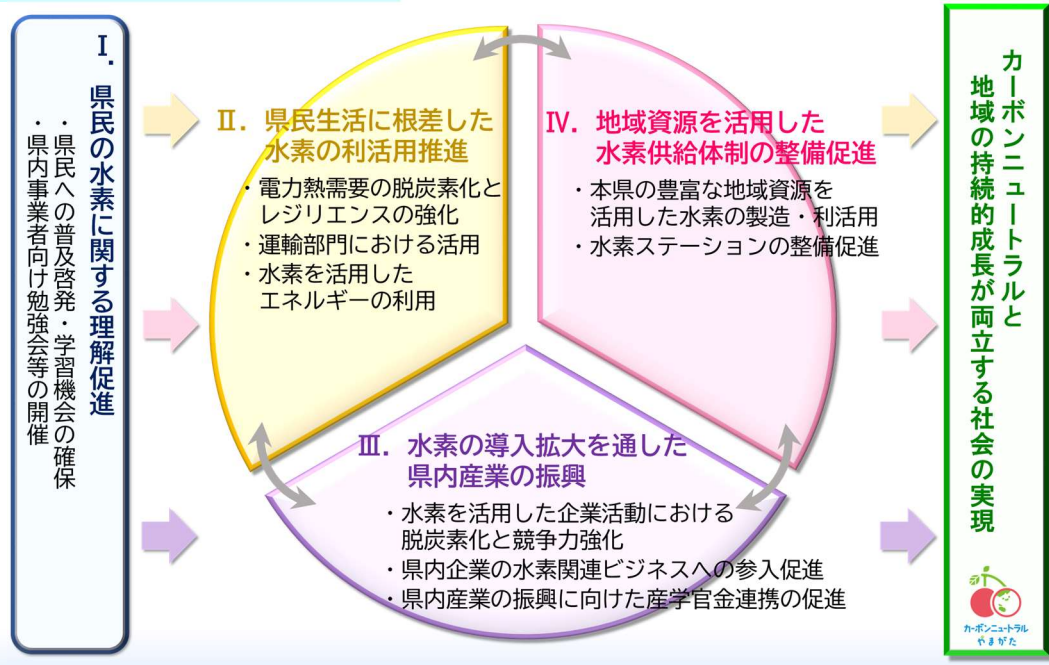 Ⅰ．県民の水素に関する理解促進
・県民への普及啓発・学習機会の確保
・県内事業者向け勉強会等の開催
Ⅱ．県民生活に根差した
水素の利活用推進
・電力熱需要の脱炭素化と
レジリエンスの強化
・運輸部門における活用
・水素を活用した
エネルギーの利用
Ⅳ．地域資源を活用した
水素供給体制の整備促進
・本県の豊富な地域資源を
活用した水素の製造・利活用
・水素ステーションの整備促進
Ⅲ．水素の導入拡大を通した
県内産業の振興
・水素を活用した企業活動における
脱炭素化と競争力強化
・県内企業の水素関連ビジネスへの参入促進
・県内産業の振興に向けた産学官金連携の促進
カーボンニュートラルと
地域の持続的成長が両立する社会の実現
カーボンニュートラル
やまがた